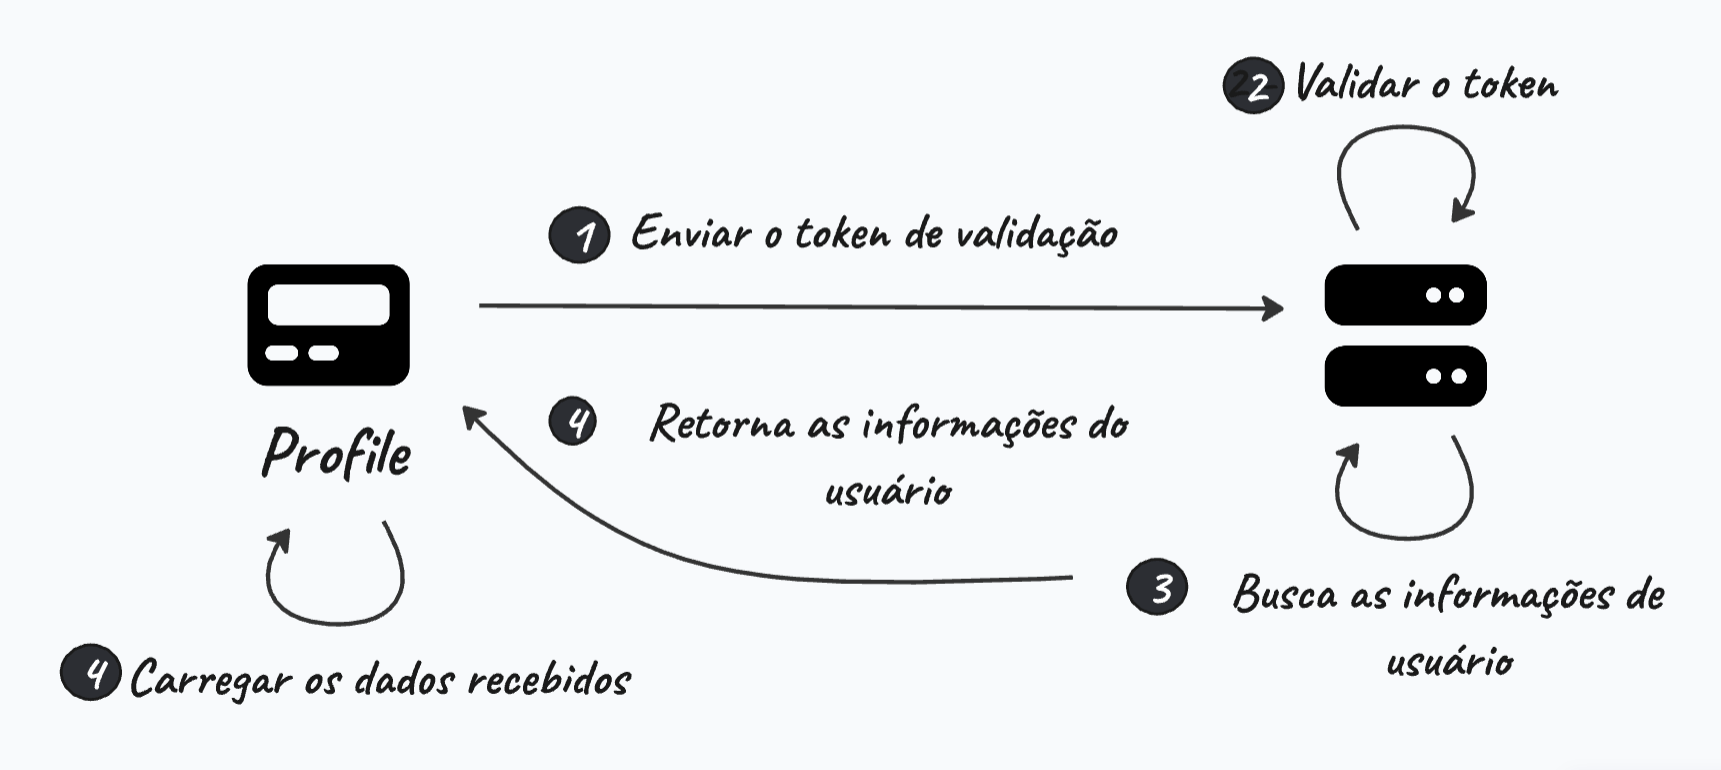 2 Validar o token
1 Enviar o token de validação
4 Retorna as informações do
usuário
Profile
3 Busca as informações de
usuário
4 Carregar os dados recebidos